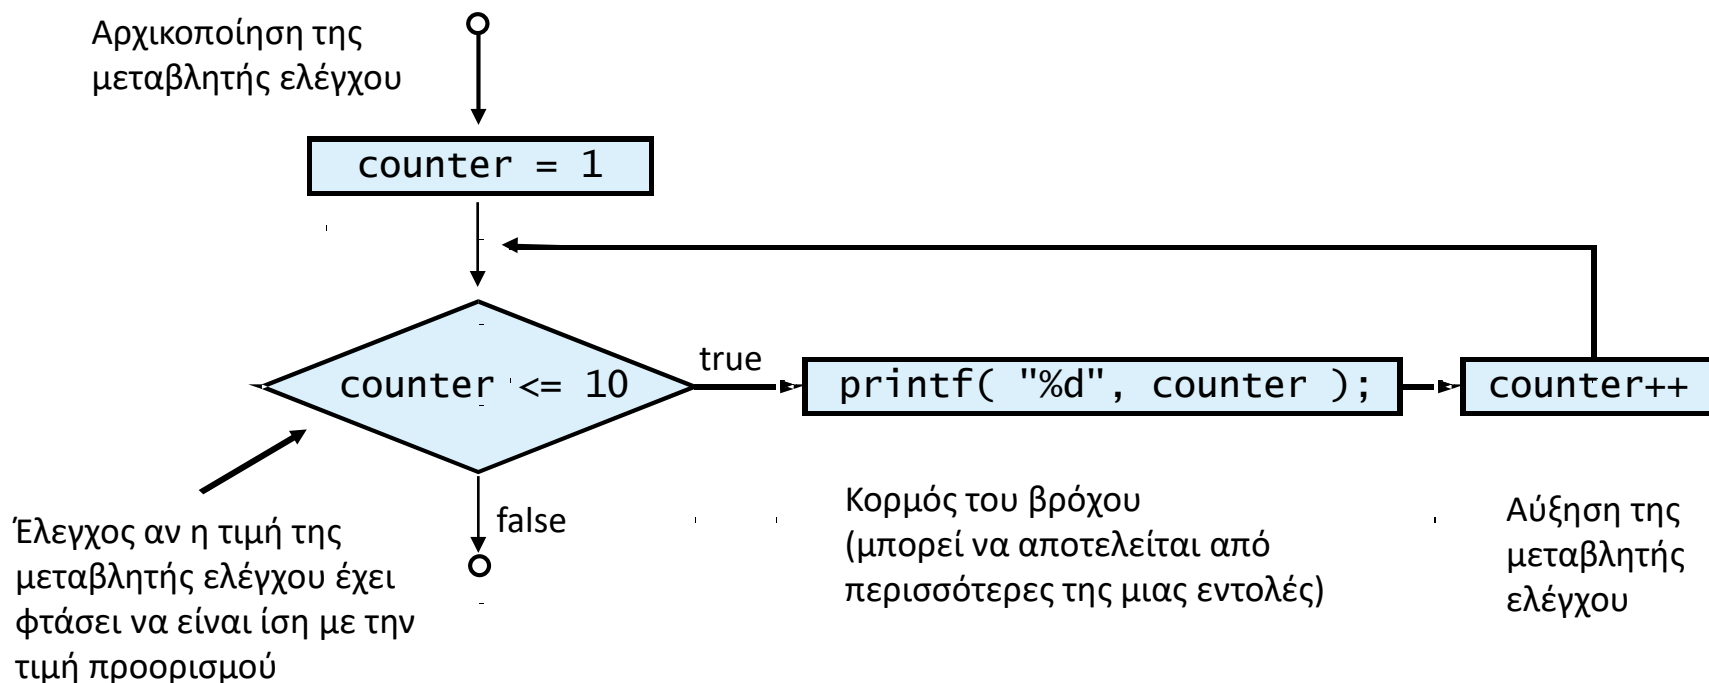 Αρχικοποίηση της
μεταβλητής ελέγχου
counter = 1
counter <= 10
true
printf( "%d", counter );
counter++
false
Έλεγχος αν η τιμή της
μεταβλητής ελέγχου έχει
φτάσει να είναι ίση με την
τιμή προορισμού
Κορμός του βρόχου
(μπορεί να αποτελείται από
περισσότερες της μιας εντολές)
Αύξηση της
μεταβλητής
ελέγχου